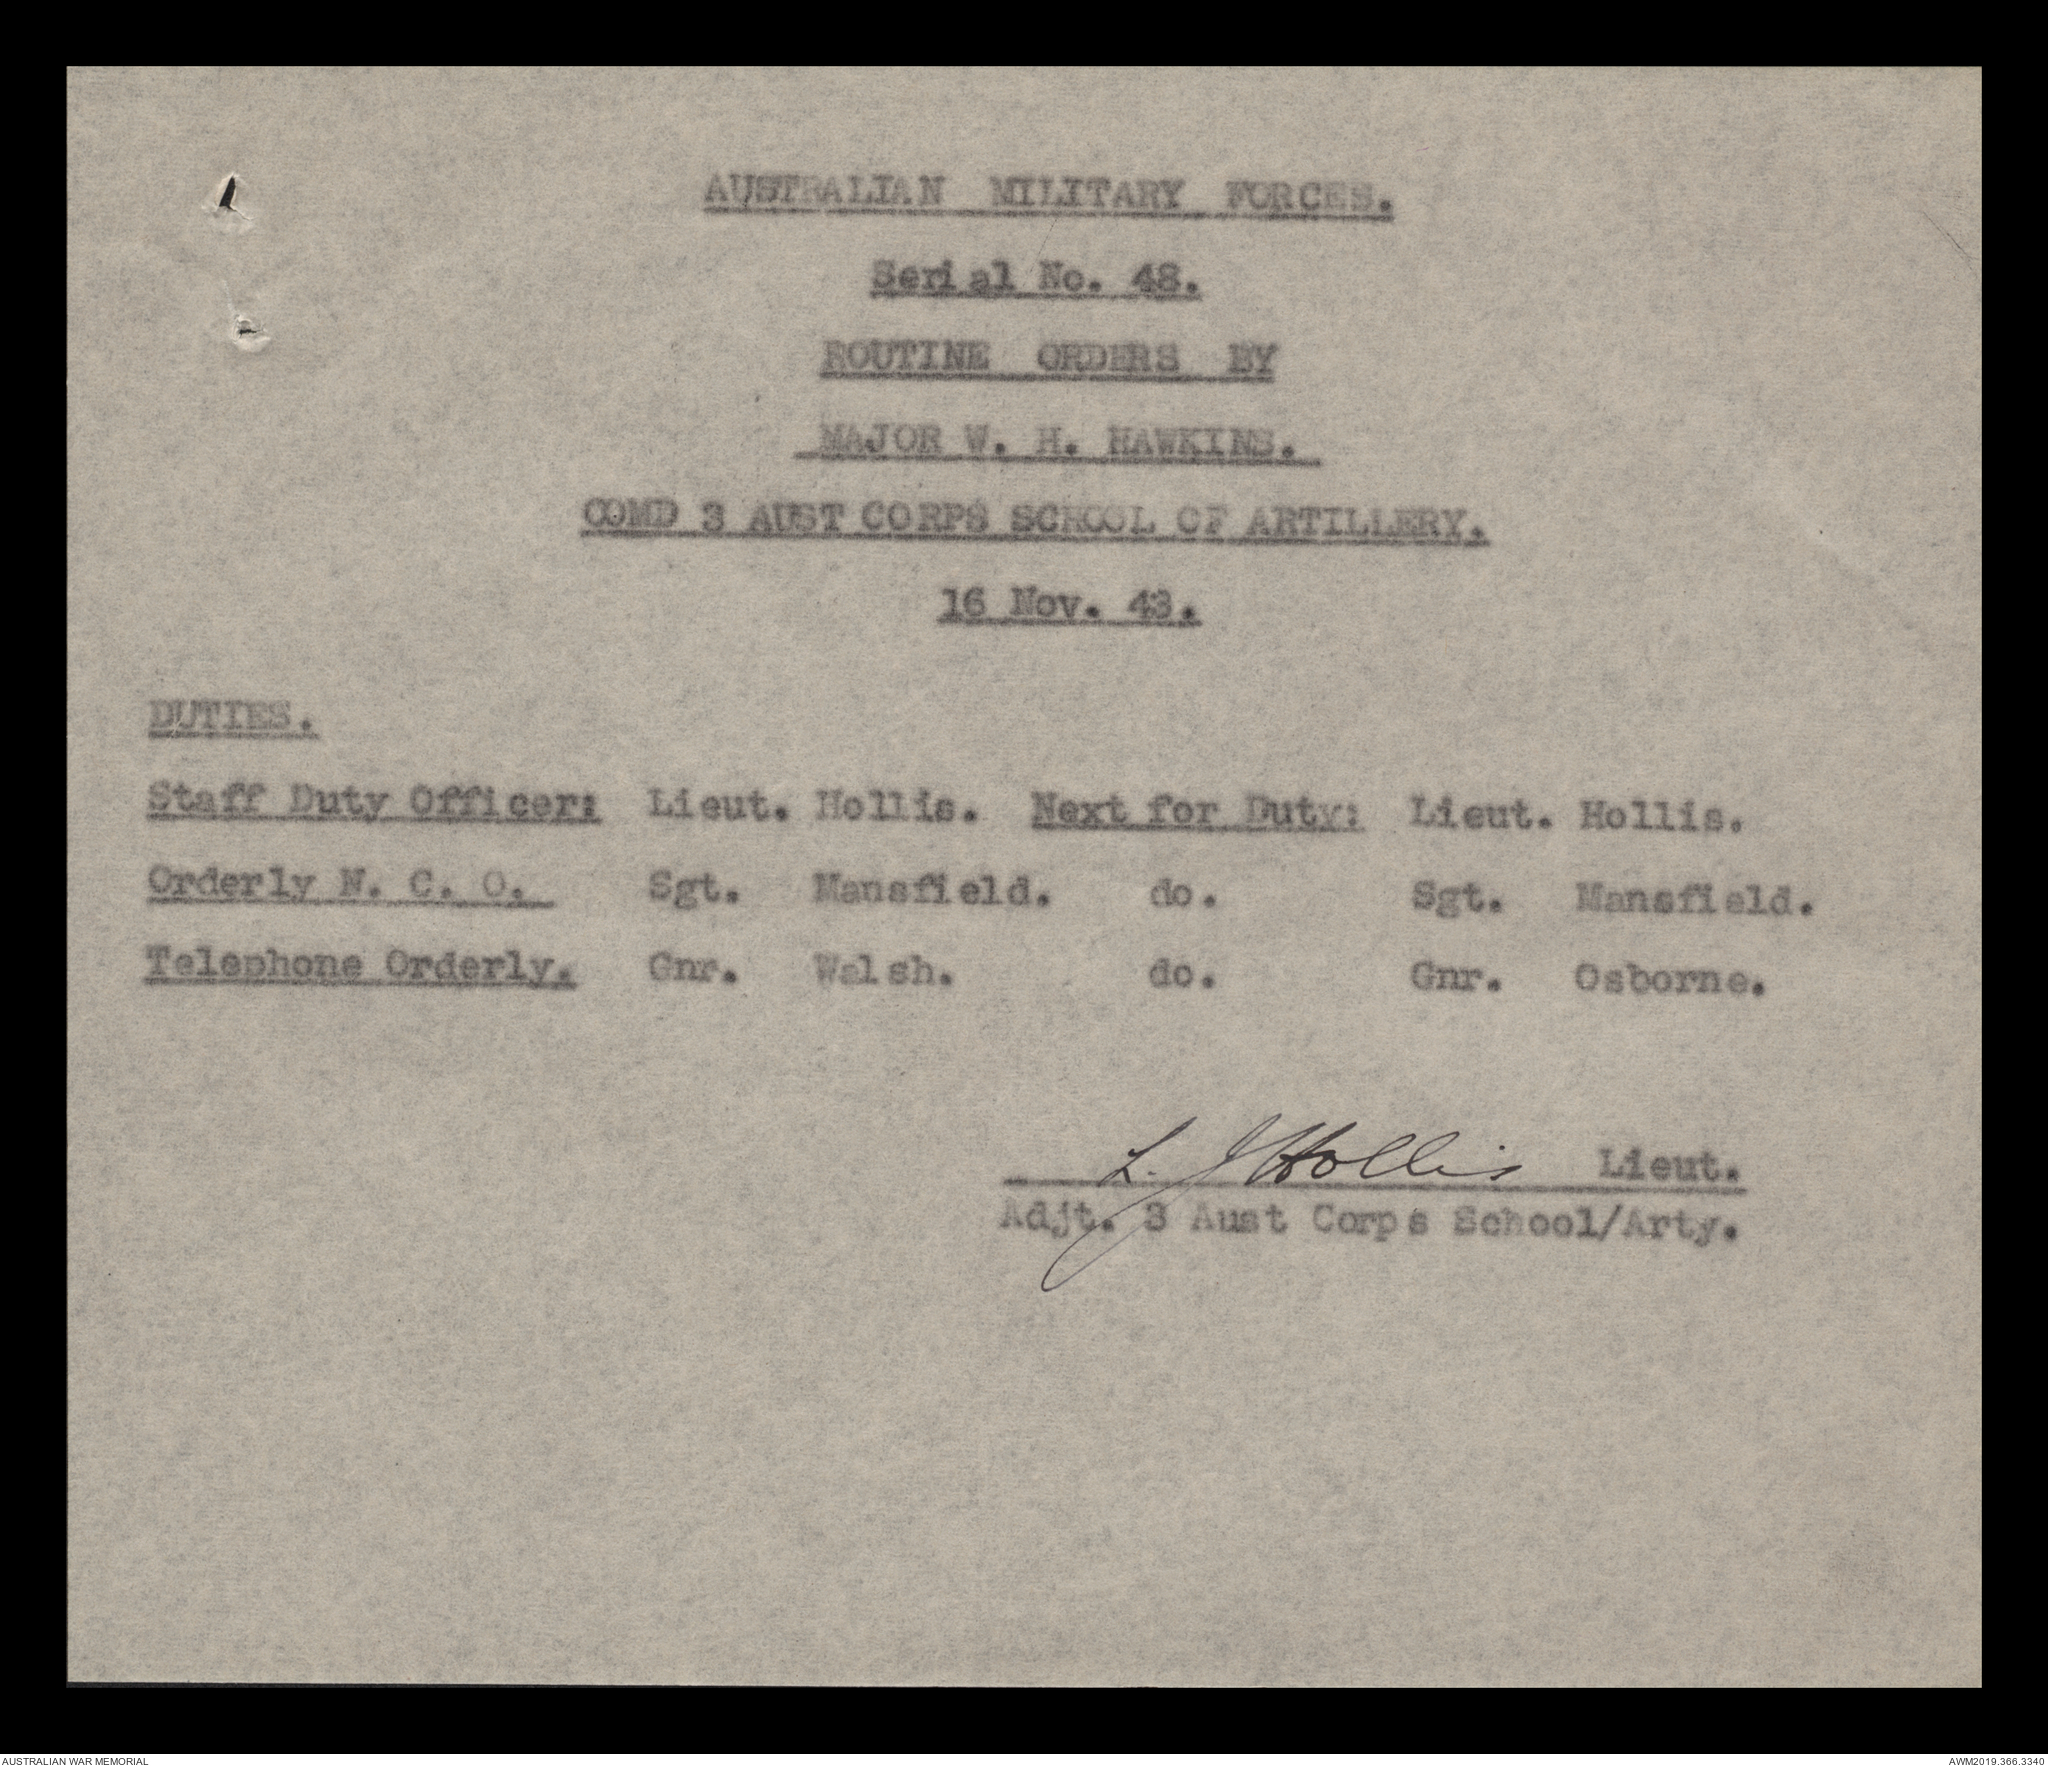 AUSTRALIAN MILITARY FORCES.
Serial No. 48.
ROUTINE ORDERS BY
MAJOR W. H. HAWKINS.
COMD 3 AUST CORPS SCHOOL OF ARTILLERY.
16 Nov. 43.
DUTIES.
Staff Duty Officer: Lieut. Hollis. Next for Duty: Lieut. Hollis.
Orderly N. C. O. Sgt. Mansfield. do. Sgt. Mansfield.
Telephone Orderly. Gnr. Walsh. do. Gnr. Osborne.
L. J Hollis Lieut.
Adjt. 3 Aust Corps School/Arty.
AUSTRALIAN WAR MEMORIAL AWM2019.366.3340